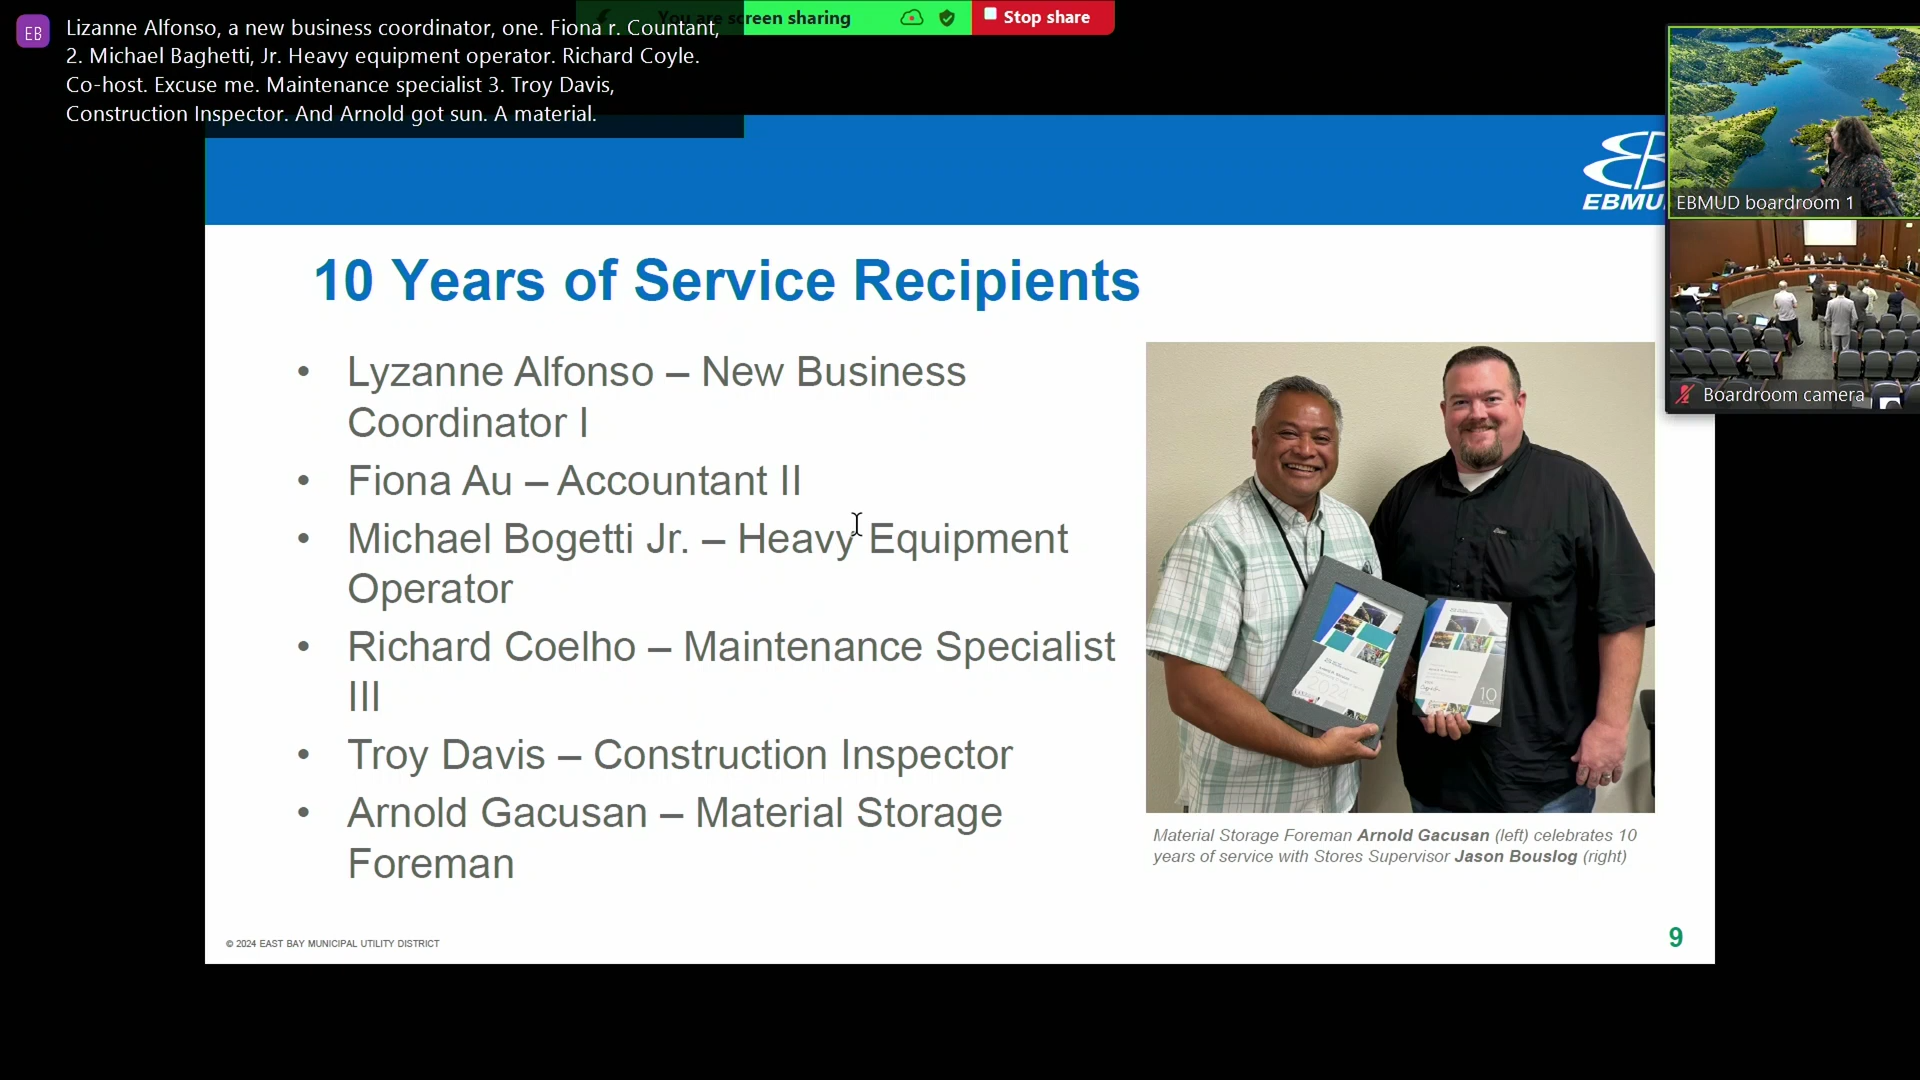 EB
Lizanne Alfonso, a new business coordinator, one. Fiona r. Countant,
2. Michael Baghetti, Jr. Heavy equipment operator. Richard Coyle.
Co-host. Excuse me. Maintenance specialist 3. Troy Davis,
Construction Inspector. And Arnold got sun. A material.
You are screen sharing
Stop share
EBMU
EBMUD boardroom 1
Boardroom camera
10 Years of Service Recipients
• Lyzanne Alfonso – New Business
Coordinator I
• Fiona Au – Accountant II
• Michael Bogetti Jr. – Heavy Equipment
Operator
• Richard Coelho – Maintenance Specialist
III
• Troy Davis – Construction Inspector
• Arnold Gacusan – Material Storage
Foreman
2024
10
Material Storage Foreman Arnold Gacusan (left) celebrates 10
years of service with Stores Supervisor Jason Bouslog (right)
© 2024 EAST BAY MUNICIPAL UTILITY DISTRICT
9